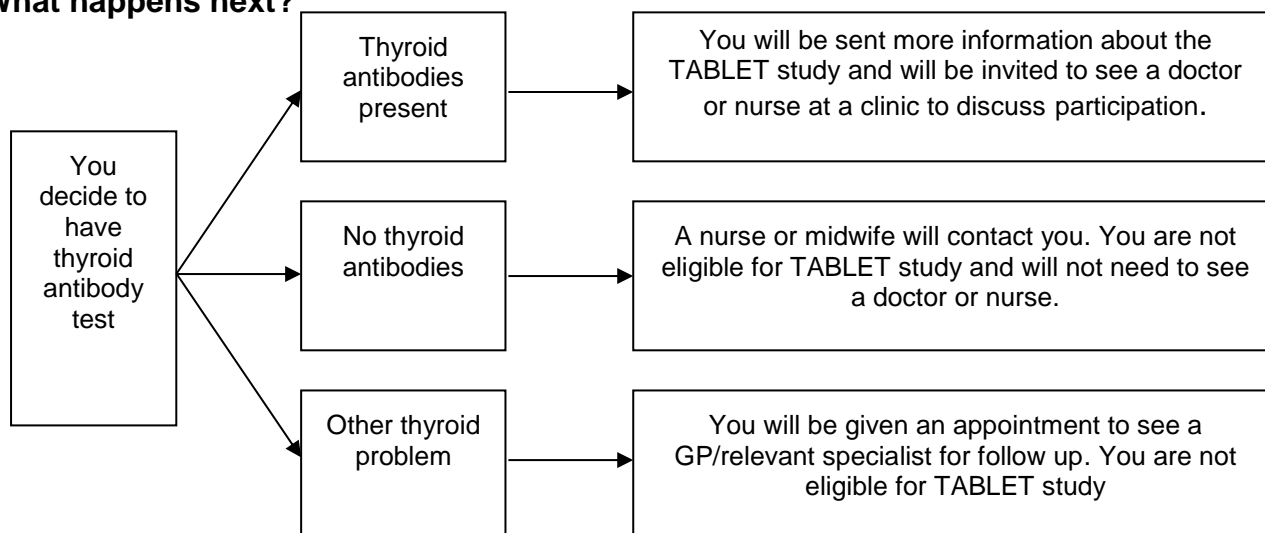 What happens next?
Thyroid
antibodies
present
You will be sent more information about the
TABLET study and will be invited to see a doctor
or nurse at a clinic to discuss participation.
You
decide to
have
thyroid
antibody
test
No thyroid
antibodies
A nurse or midwife will contact you. You are not
eligible for TABLET study and will not need to see
a doctor or nurse.
Other thyroid
problem
You will be given an appointment to see a
GP/relevant specialist for follow up. You are not
eligible for TABLET study